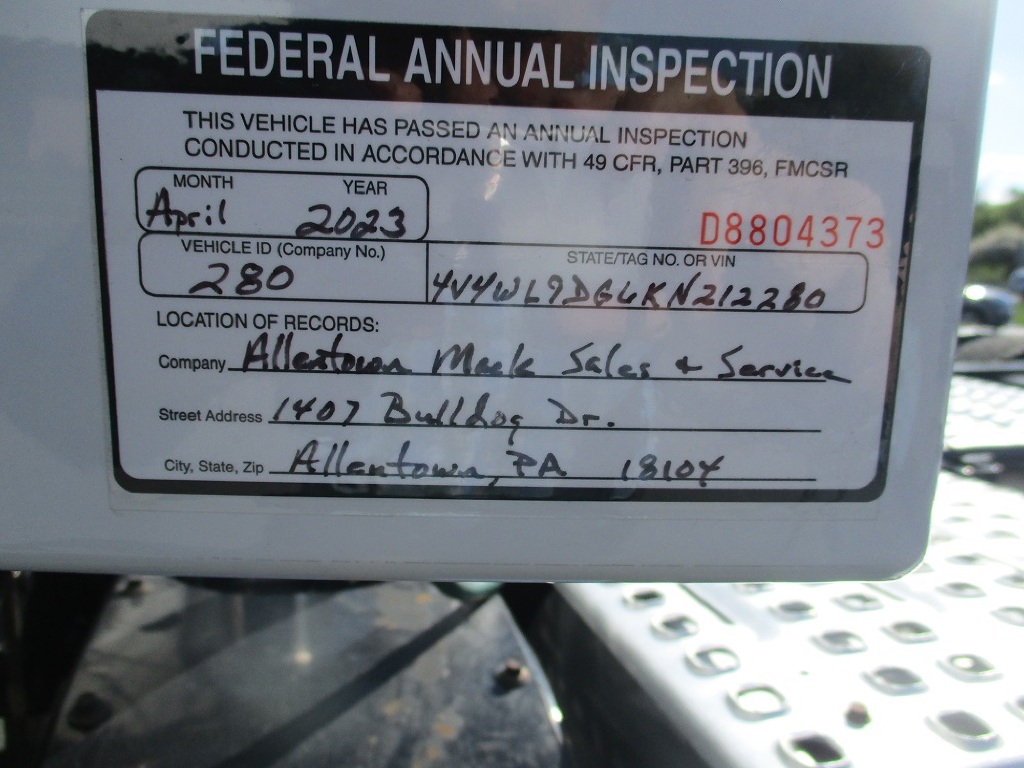 FEDERAL ANNUAL INSPECTION
THIS VEHICLE HAS PASSED AN ANNUAL INSPECTION
CONDUCTED IN ACCORDANCE WITH 49 CFR, PART 396, FMCSR
MONTH YEAR
April 2023
D8804373
VEHICLE ID (Company No.)
280
STATE/TAG NO. OR VIN
4V4WL9DG6KN212280
LOCATION OF RECORDS:
Company Allentown Mack Sales + Service
Street Address 1407 Bulldog Dr.
City, State, Zip Allentown, PA 18104